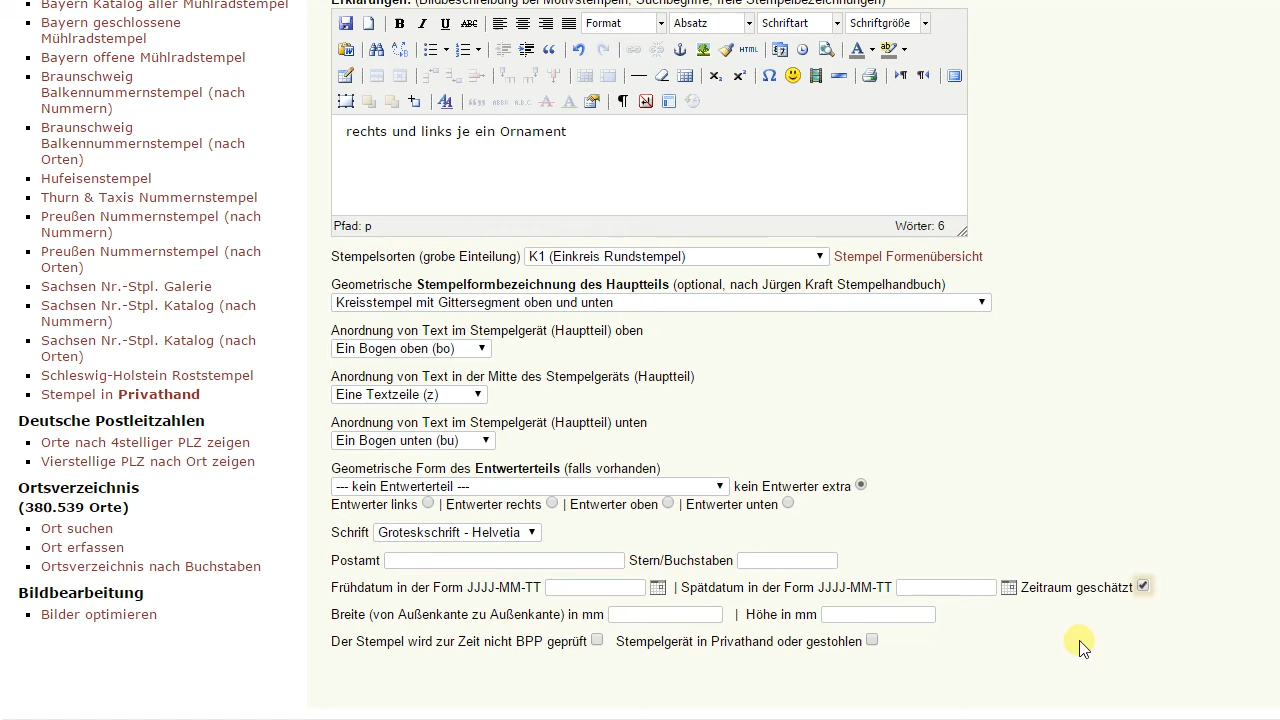 Bayern Katalog aller Mühlradstempel
Bayern geschlossene
Mühlradstempel
Bayern offene Mühlradstempel
Braunschweig
Balkennummernstempel (nach
Nummern)
Braunschweig
Balkennummernstempel (nach
Orten)
Hufeisenstempel
Thurn & Taxis Nummernstempel
Preußen Nummernstempel (nach
Nummern)
Preußen Nummernstempel (nach
Orten)
Sachsen Nr.-Stpl. Galerie
Sachsen Nr.-Stpl. Katalog (nach
Nummern)
Sachsen Nr.-Stpl. Katalog (nach
Orten)
Schleswig-Holstein Roststempel
Stempel in Privathand
Deutsche Postleitzahlen
Orte nach 4stelliger PLZ zeigen
Vierstellige PLZ nach Ort zeigen
Ortsverzeichnis
(380.539 Orte)
Ort suchen
Ort erfassen
Ortsverzeichnis nach Buchstaben
Bildbearbeitung
Bilder optimieren
Erklärungen: (Bildbeschreibung bei Motivstempeln, Suchbegriffe, freie Stempelbezeichnungen)
B I U ABC Format Absatz Schriftart Schriftgröße
HTML
rechts und links je ein Ornament
Pfad: p Wörter: 6
Stempelsorten (grobe Einteilung) K1 (Einkreis Rundstempel) Stempel Formenübersicht
Geometrische Stempelformbezeichnung des Hauptteils (optional, nach Jürgen Kraft Stempelhandbuch)
Kreisstempel mit Gittersegment oben und unten
Anordnung von Text im Stempelgerät (Hauptteil) oben
Ein Bogen oben (bo)
Anordnung von Text in der Mitte des Stempelgeräts (Hauptteil)
Eine Textzeile (z)
Anordnung von Text im Stempelgerät (Hauptteil) unten
Ein Bogen unten (bu)
Geometrische Form des Entwerterteils (falls vorhanden)
--- kein Entwerterteil --- kein Entwerter extra
Entwerter links | Entwerter rechts | Entwerter oben | Entwerter unten
Schrift Groteskschrift - Helvetia
Postamt Stern/Buchstaben
Frühdatum in der Form JJJJ-MM-TT | Spätdatum in der Form JJJJ-MM-TT Zeitraum geschätzt
Breite (von Außenkante zu Außenkante) in mm | Höhe in mm
Der Stempel wird zur Zeit nicht BPP geprüft Stempelgerät in Privathand oder gestohlen